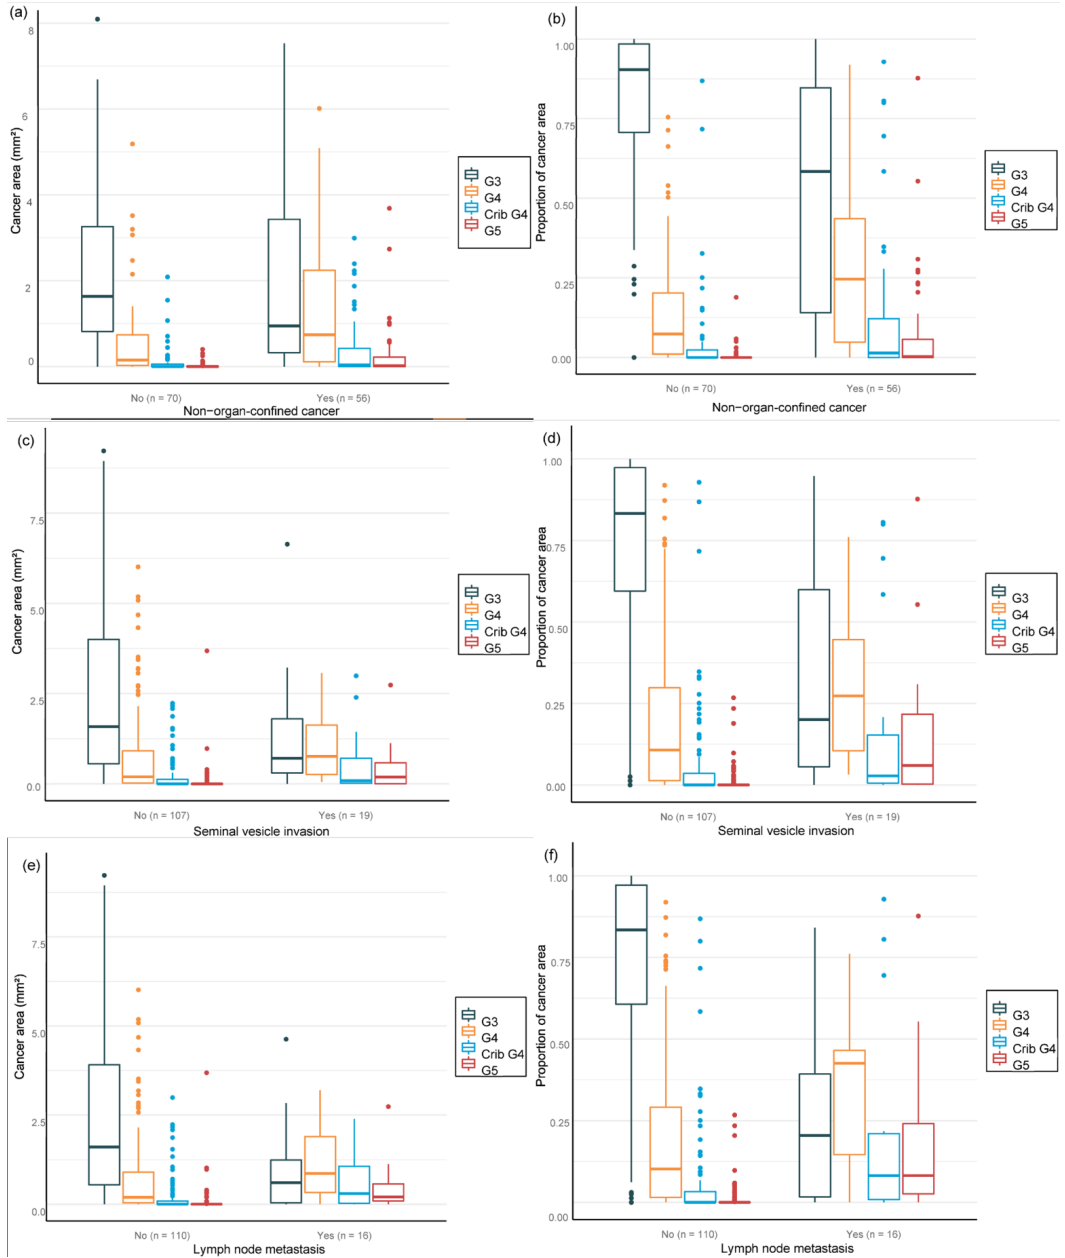 (a)
8
6
4
2
0
Cancer area (mm²)
No (n = 70)
Yes (n = 56)
Non−organ−confined cancer
G3
G4
Crib G4
G5
(b)
1.00
0.75
0.50
0.25
0.00
Proportion of cancer area
No (n = 70)
Yes (n = 56)
Non−organ−confined cancer
G3
G4
Crib G4
G5
(c)
7.5
5.0
2.5
0.0
Cancer area (mm²)
No (n = 107)
Yes (n = 19)
Seminal vesicle invasion
G3
G4
Crib G4
G5
(d)
1.00
0.75
0.50
0.25
0.00
Proportion of cancer area
No (n = 107)
Yes (n = 19)
Seminal vesicle invasion
G3
G4
Crib G4
G5
(e)
7.5
5.0
2.5
0.0
Cancer area (mm²)
No (n = 110)
Yes (n = 16)
Lymph node metastasis
G3
G4
Crib G4
G5
(f)
1.00
0.75
0.50
0.25
0.00
Proportion of cancer area
No (n = 110)
Yes (n = 16)
Lymph node metastasis
G3
G4
Crib G4
G5